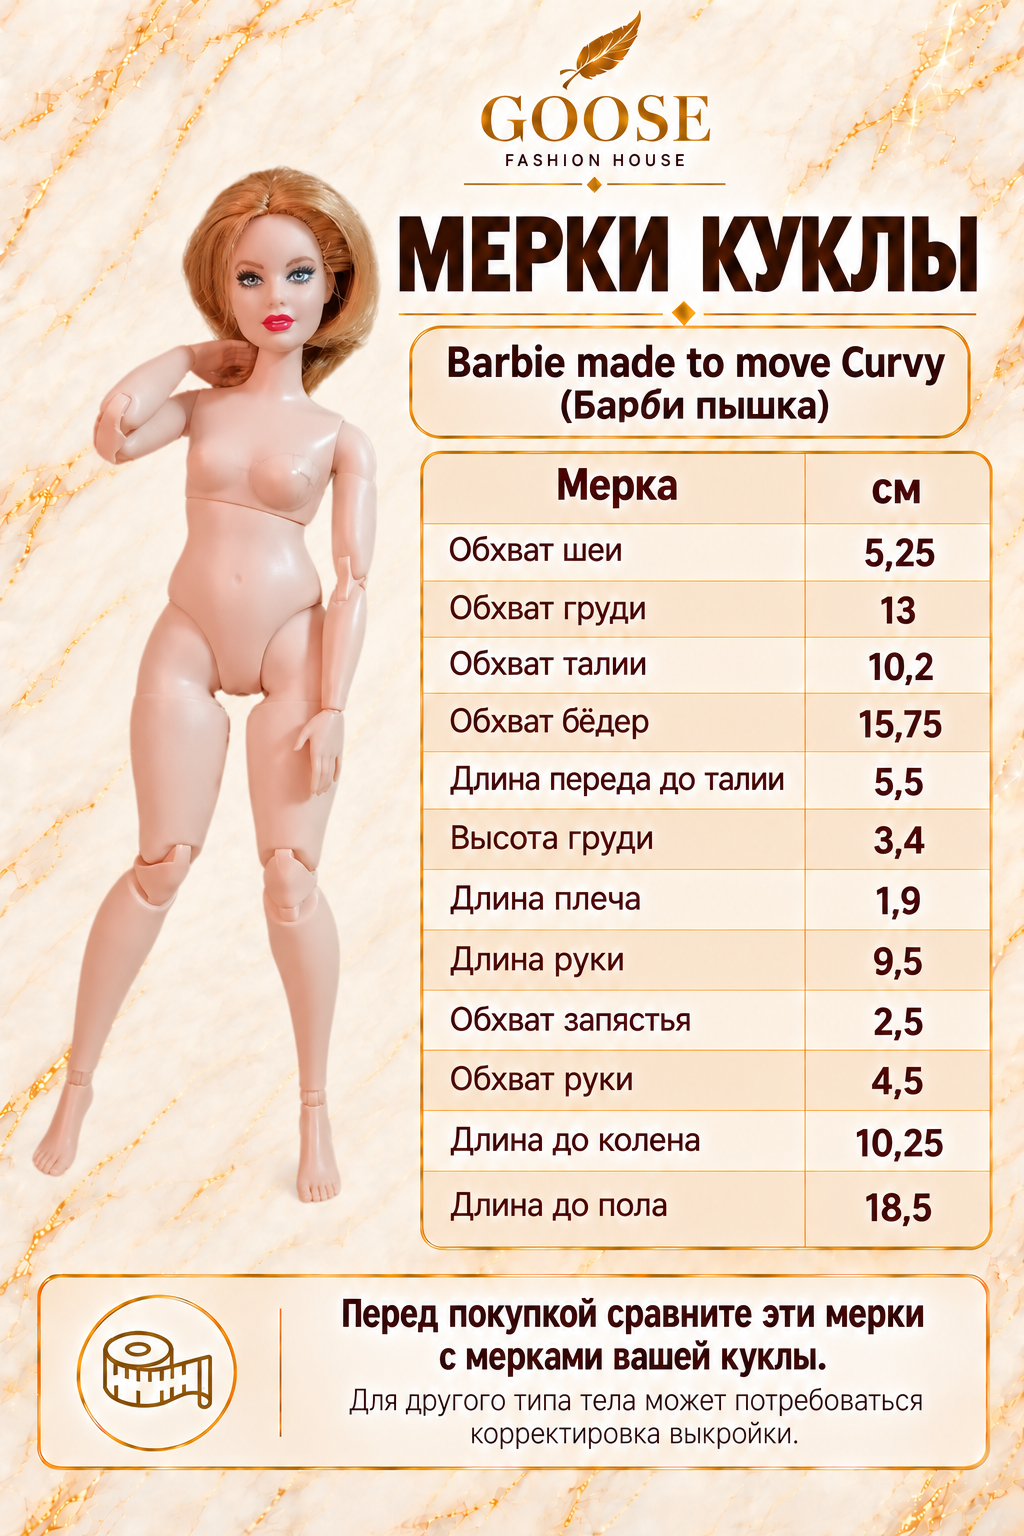 GOOSE
FASHION HOUSE
МЕРКИ КУКЛЫ
Barbie made to move Curvy
(Барби пышка)
Мерка см
Обхват шеи 5,25
Обхват груди 13
Обхват талии 10,2
Обхват бёдер 15,75
Длина переда до талии 5,5
Высота груди 3,4
Длина плеча 1,9
Длина руки 9,5
Обхват запястья 2,5
Обхват руки 4,5
Длина до колена 10,25
Длина до пола 18,5
Перед покупкой сравните эти мерки
с мерками вашей куклы.
Для другого типа тела может потребоваться
корректировка выкройки.